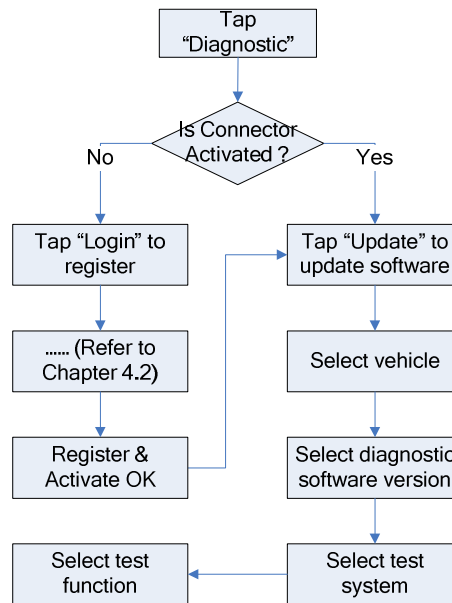 Tap
“Diagnostic”
Is Connector
Activated ?
No
Yes
Tap “Login” to
register
Tap “Update” to
update software
...... (Refer to
Chapter 4.2)
Select vehicle
Register &
Activate OK
Select diagnostic
software version
Select test
function
Select test
system